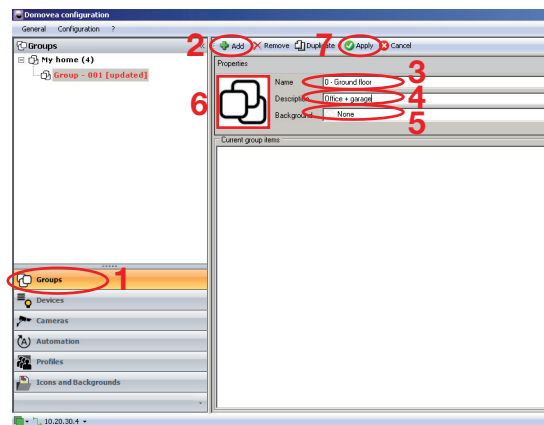 Domovea configuration
General Configuration ?
Groups «
My home (4)
Group - 001 [updated]
2 Add Remove Duplicate 7 Apply Cancel
Properties
Name 0 - Ground floor 3
6 Description Office + garage 4
Background None 5
Current group items
Groups 1
Devices
Cameras
Automation
Profiles
Icons and Backgrounds
10.20.30.4